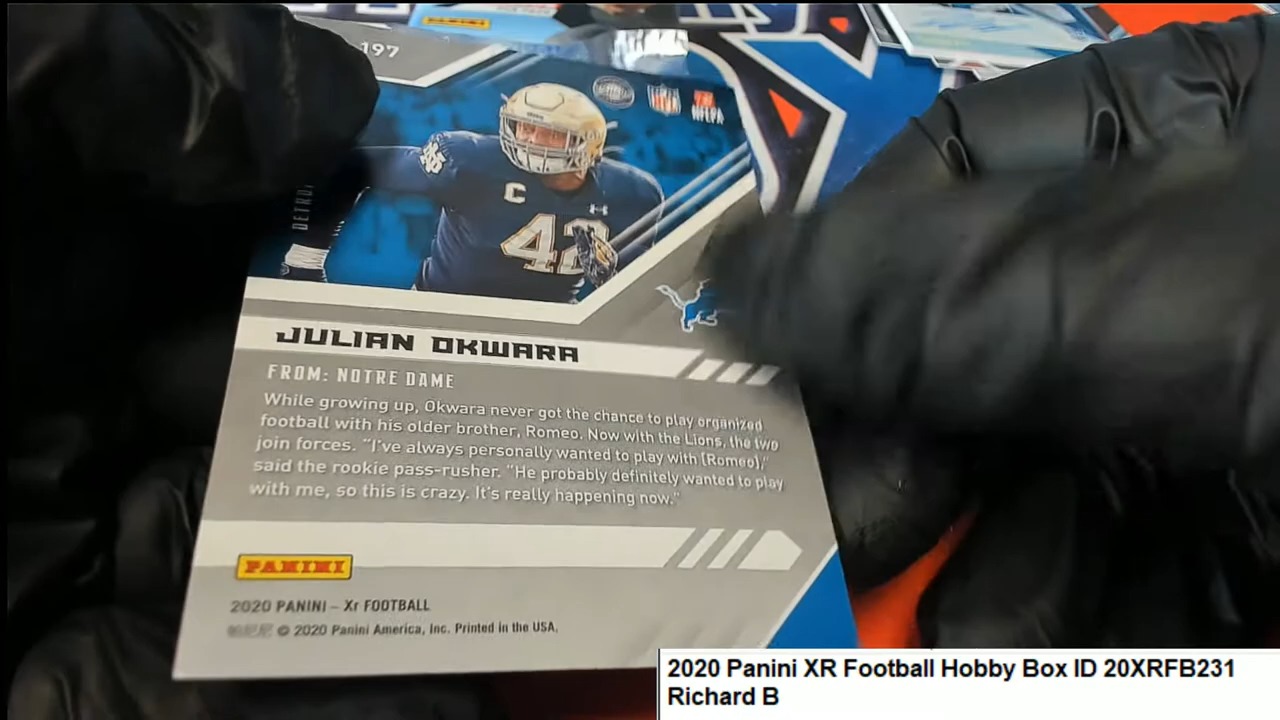 PANINI
197
NFL
NFLPA
DETROI
C
42
JULIAN OKWARA
FROM: NOTRE DAME
While growing up, Okwara never got the chance to play organized
football with his older brother, Romeo. Now with the Lions, the two
join forces. "I've always personally wanted to play with (Romeo),"
said the rookie pass-rusher. "He probably definitely wanted to play
with me, so this is crazy. It's really happening now."
PANINI
2020 PANINI – Xr FOOTBALL
© 2020 Panini America, Inc. Printed in the USA.
2020 Panini XR Football Hobby Box ID 20XRFB231
Richard B